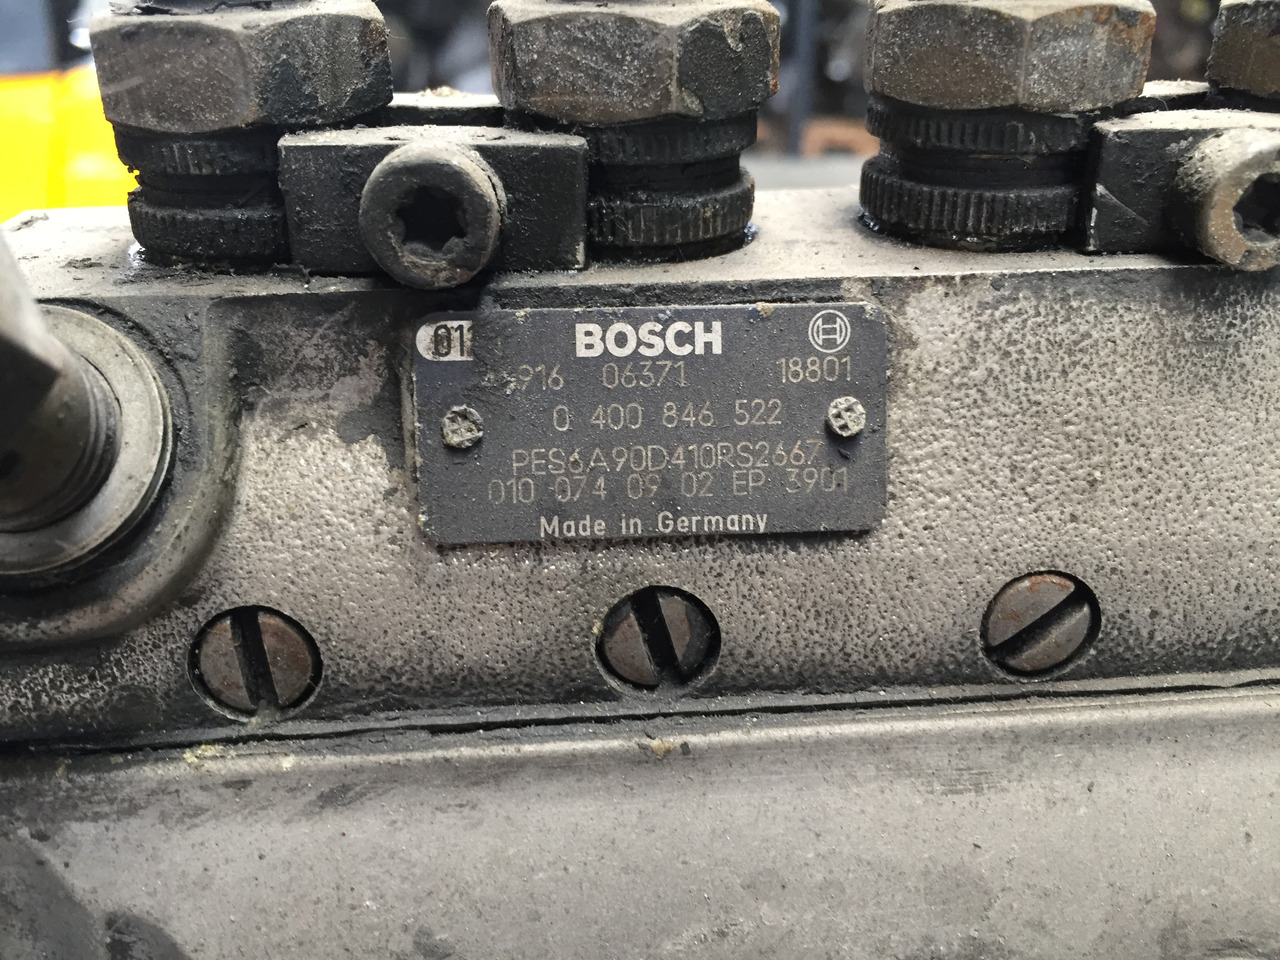 01 BOSCH
916 06371 18801
0 400 846 522
PES6A90D410RS2667
010 074 09 02 EP 3901
Made in Germany